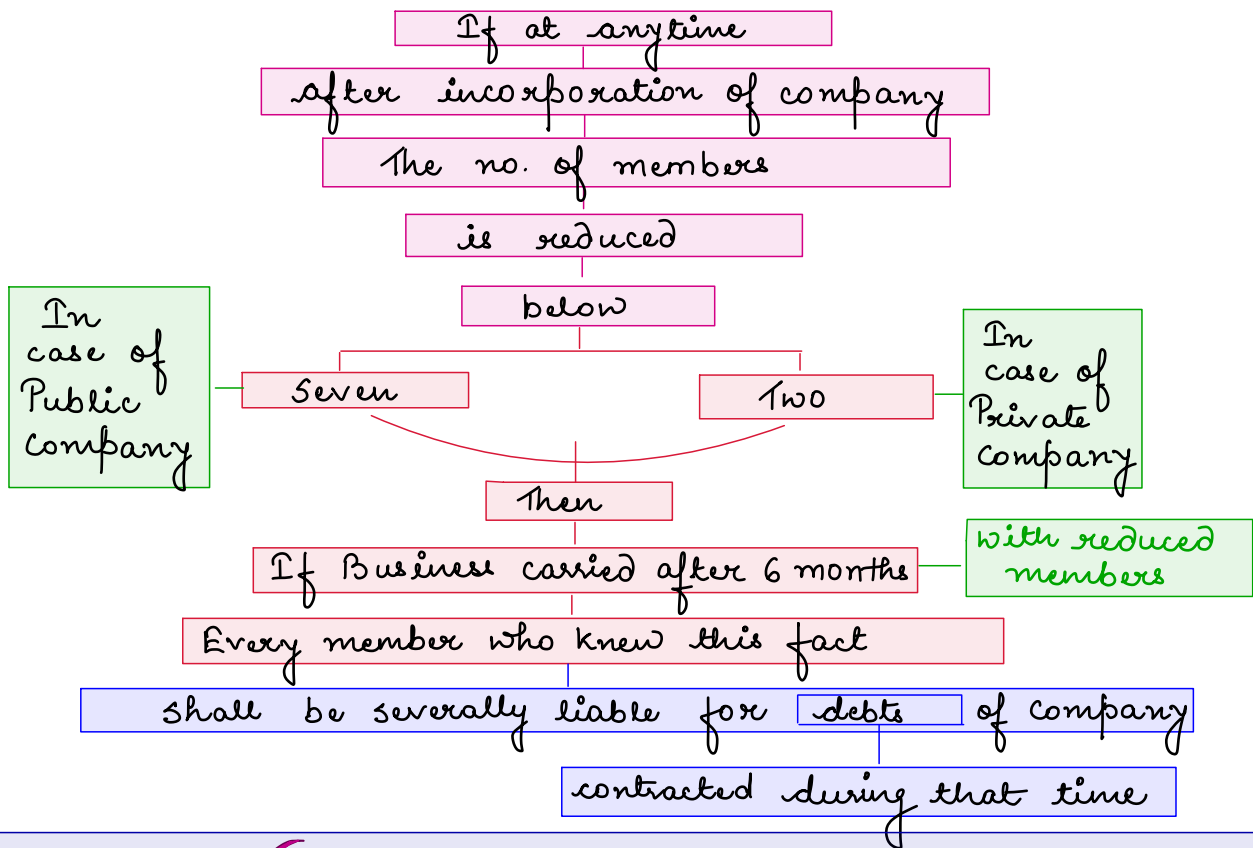 If at anytime
after incorporation of company
The no. of members
is reduced
below
In
case of
Public
company
Seven
Two
In
case of
Private
company
Then
If Business carried after 6 months
with reduced
members
Every member who knew this fact
shall be severally liable for debts of company
contracted during that time